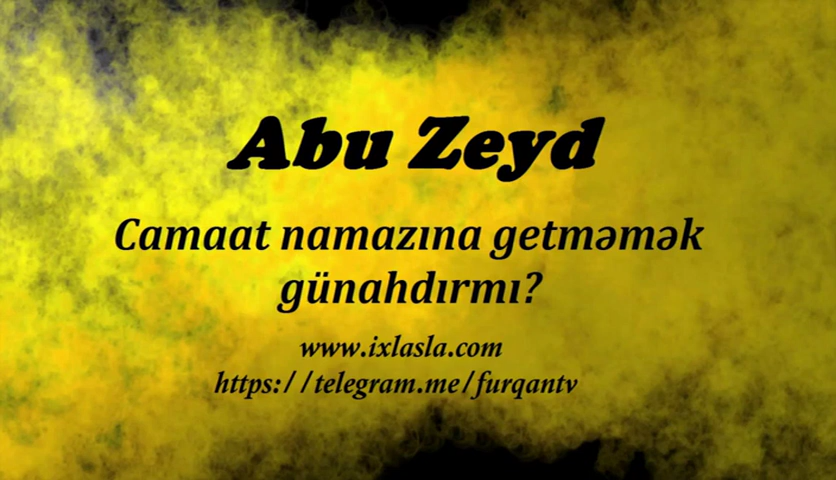 Abu Zeyd
Camaat namazına getməmək
günahdırmı?
www.ixlasla.com
https://telegram.me/furqantv